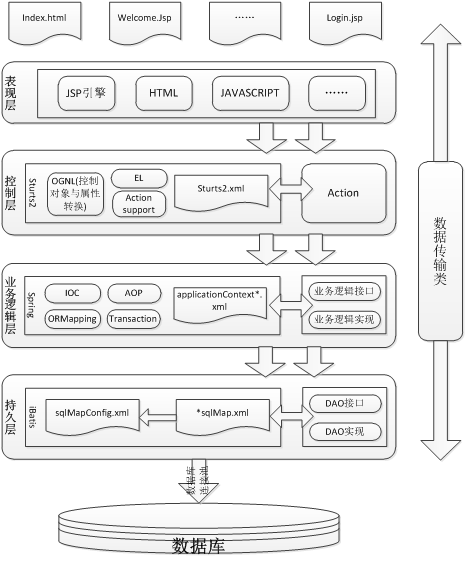 Index.html
Welcome.Jsp
……
Login.jsp
表现层
JSP引擎
HTML
JAVASCRIPT
……
控制层
Sturts2
OGNL(控制
对象与属性
转换)
EL
Action
support
Sturts2.xml
Action
数据传输类
业务逻辑层
Spring
IOC
AOP
ORMapping
Transaction
applicationContext*.
xml
业务逻辑接口
业务逻辑实现
持久层
iBatis
sqlMapConfig.xml
*sqlMap.xml
DAO接口
DAO实现
数据库
连接池
数据库